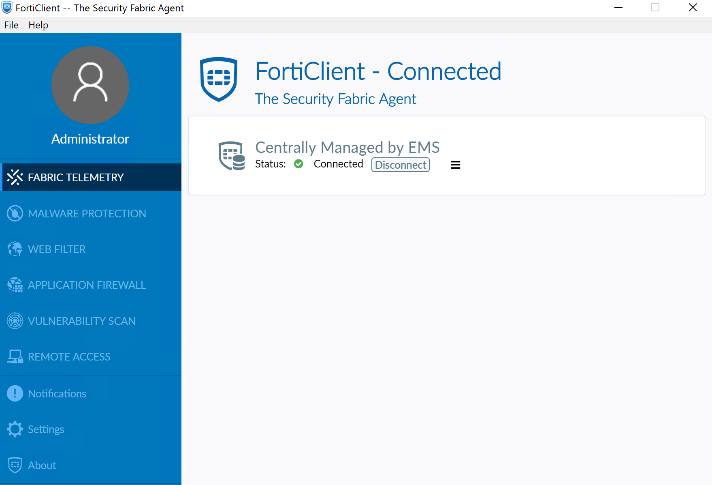 FortiClient -- The Security Fabric Agent
File Help
Administrator
FABRIC TELEMETRY
MALWARE PROTECTION
WEB FILTER
APPLICATION FIREWALL
VULNERABILITY SCAN
REMOTE ACCESS
Notifications
Settings
About
FortiClient - Connected
The Security Fabric Agent
Centrally Managed by EMS
Status: Connected Disconnect